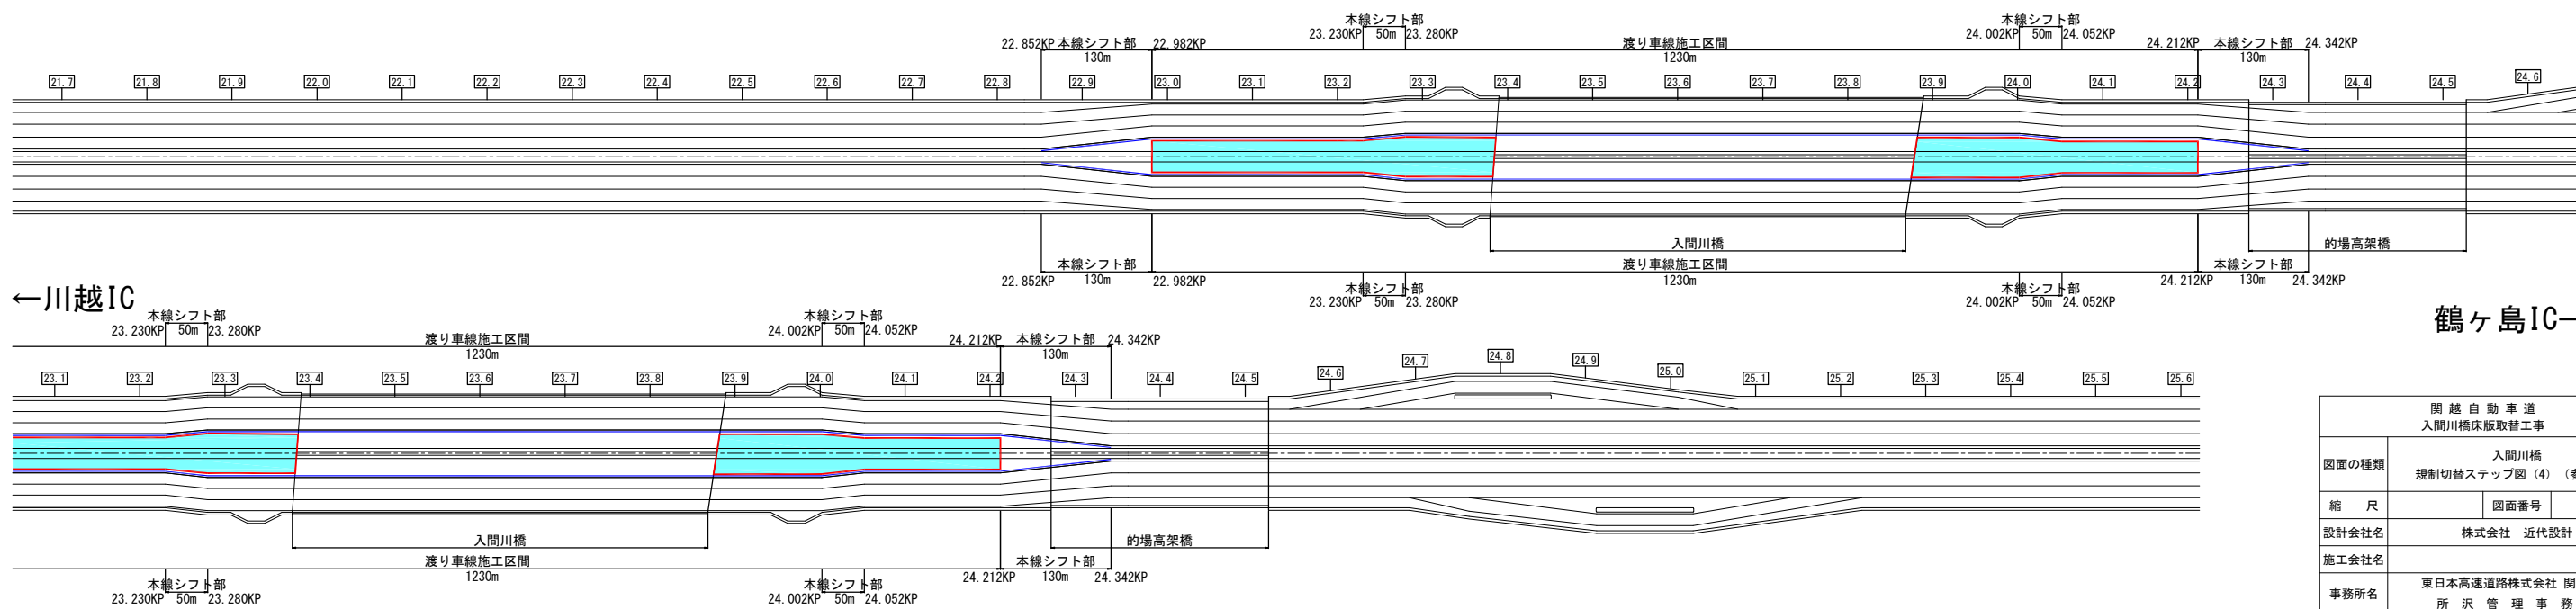 本線シフト部 本線シフト部
23.230KP 50m 23.280KP 24.002KP 50m 24.052KP
22.852KP 本線シフト部 22.982KP 渡り車線施工区間 24.212KP 本線シフト部 24.342KP
130m 1230m 130m
21.7 21.8 21.9 22.0 22.1 22.2 22.3 22.4 22.5 22.6 22.7 22.8 22.9 23.0 23.1 23.2 23.3 23.4 23.5 23.6 23.7 23.8 23.9 24.0 24.1 24.2 24.3 24.4 24.5 24.6
入間川橋 的場高架橋
本線シフト部 渡り車線施工区間 本線シフト部
22.852KP 130m 22.982KP 1230m 24.212KP 130m 24.342KP
本線シフト部 本線シフト部
23.230KP 50m 23.280KP 24.002KP 50m 24.052KP
←川越IC
鶴ヶ島IC
本線シフト部 本線シフト部
23.230KP 50m 23.280KP 24.002KP 50m 24.052KP
渡り車線施工区間 24.212KP 本線シフト部 24.342KP
1230m 130m
23.1 23.2 23.3 23.4 23.5 23.6 23.7 23.8 23.9 24.0 24.1 24.2 24.3 24.4 24.5 24.6 24.7 24.8 24.9 25.0 25.1 25.2 25.3 25.4 25.5 25.6
入間川橋 的場高架橋
渡り車線施工区間 本線シフト部
1230m 24.212KP 130m 24.342KP
本線シフト部 本線シフト部
23.230KP 50m 23.280KP 24.002KP 50m 24.052KP
関越自動車道
入間川橋床版取替工事
図面の種類 入間川橋
規制切替ステップ図(4)
縮 尺 図面番号
設計会社名 株式会社 近代設計
施工会社名
事務所名 東日本高速道路株式会社 関
所沢管理事務